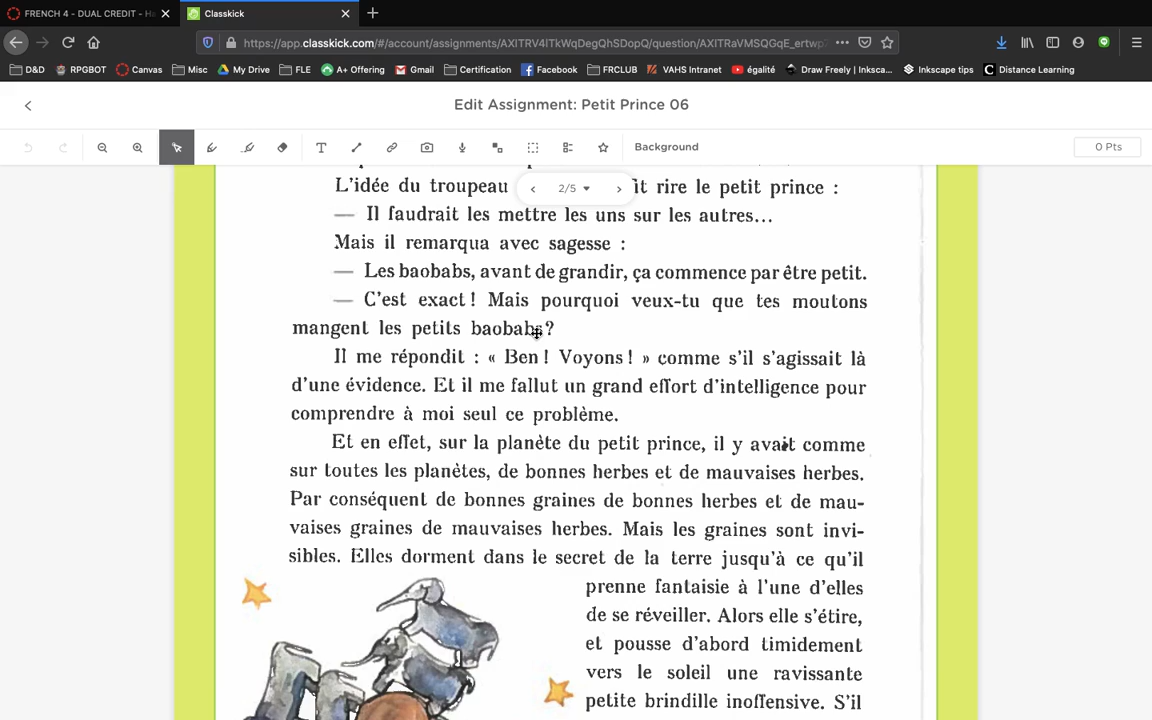 FRENCH 4 - DUAL CREDIT - H
Classkick
https://app.classkick.com/#/account/assignments/AXITRV4lTkWqDegQhSDopQ/question/AXITRaVMSQGqE_ertwp7
D&D RPGBOT Canvas Misc My Drive FLE A+ Offering Gmail Certification Facebook FRCLUB VAHS Intranet égalité Draw Freely | Inksca... Inkscape tips Distance Learning
Edit Assignment: Petit Prince 06
Background
0 Pts
2/5
L'idée du troupeau fit rire le petit prince :
— Il faudrait les mettre les uns sur les autres...
Mais il remarqua avec sagesse :
— Les baobabs, avant de grandir, ça commence par être petit.
— C'est exact ! Mais pourquoi veux-tu que tes moutons
mangent les petits baobabs ?
Il me répondit : « Ben ! Voyons ! » comme s'il s'agissait là
d'une évidence. Et il me fallut un grand effort d'intelligence pour
comprendre à moi seul ce problème.
Et en effet, sur la planète du petit prince, il y avait comme
sur toutes les planètes, de bonnes herbes et de mauvaises herbes.
Par conséquent de bonnes graines de bonnes herbes et de mau-
vaises graines de mauvaises herbes. Mais les graines sont invi-
sibles. Elles dorment dans le secret de la terre jusqu'à ce qu'il
prenne fantaisie à l'une d'elles
de se réveiller. Alors elle s'étire,
et pousse d'abord timidement
vers le soleil une ravissante
petite brindille inoffensive. S'il